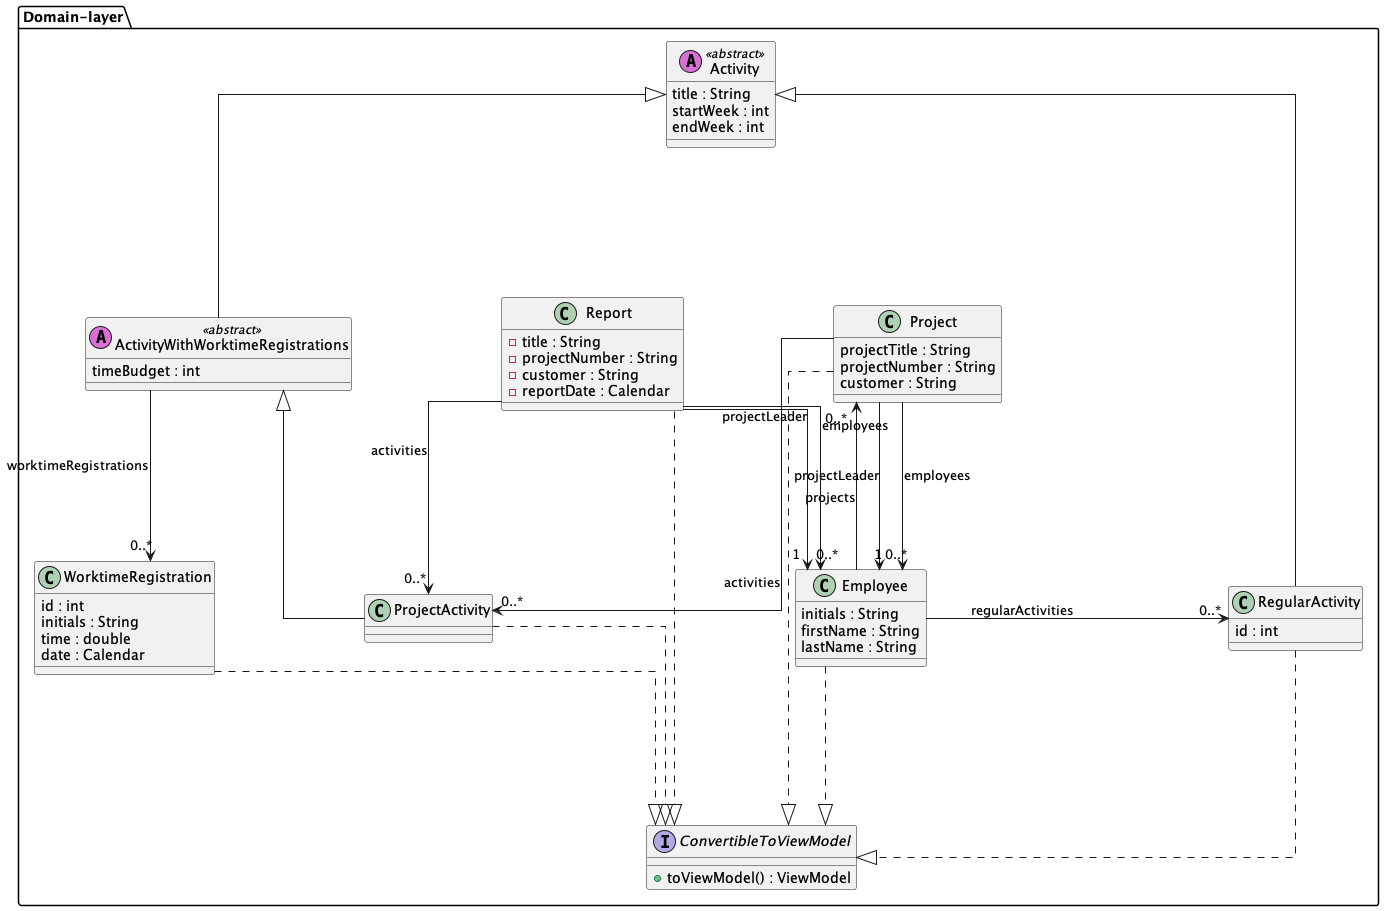 Domain-layer
A
«abstract»
Activity
title : String
startWeek : int
endWeek : int
A
«abstract»
ActivityWithWorktimeRegistrations
timeBudget : int
C Report
title : String
projectNumber : String
customer : String
reportDate : Calendar
C Project
projectTitle : String
projectNumber : String
customer : String
projectLeader
0..*
employees
activities
worktimeRegistrations
projectLeader
employees
projects
0..*
1
0..*
1
0..*
C WorktimeRegistration
id : int
initials : String
time : double
date : Calendar
0..*
C ProjectActivity
0..*
activities
C Employee
initials : String
firstName : String
lastName : String
regularActivities
0..*
C RegularActivity
id : int
I ConvertibleToViewModel
toViewModel() : ViewModel